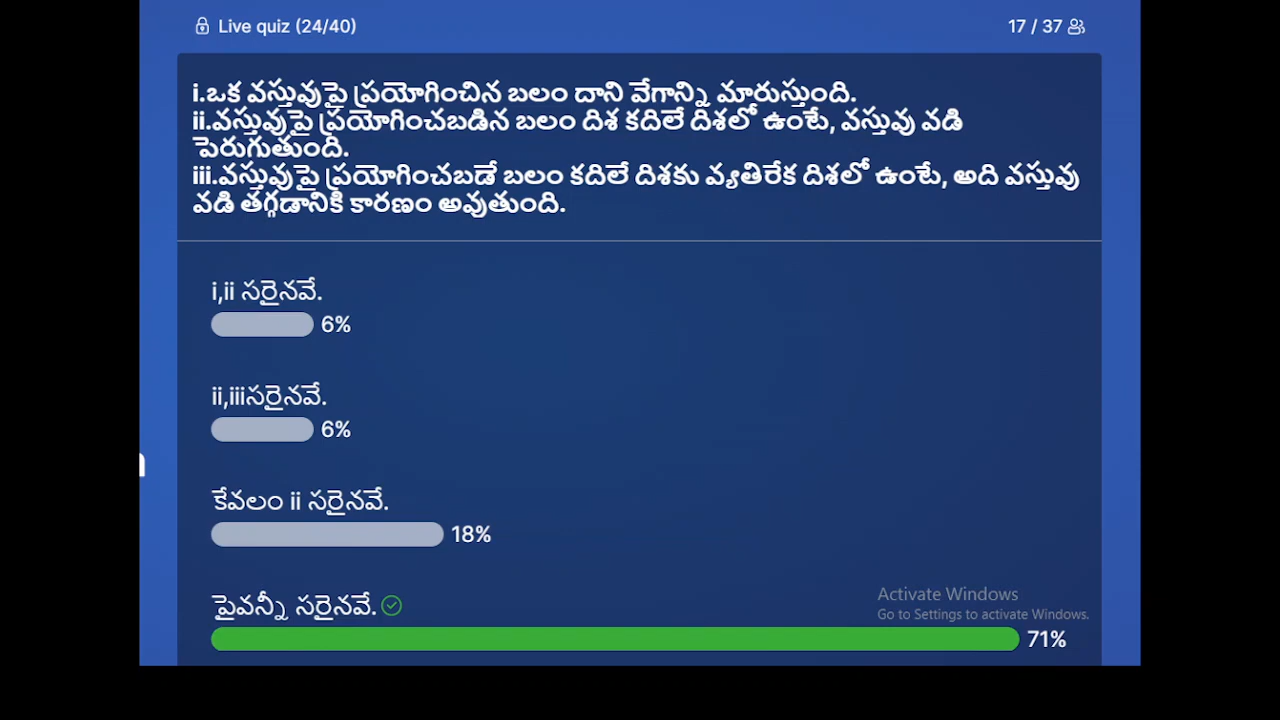 Live quiz (24/40)
17 / 37
i.ఒక వస్తువుపై ప్రయోగించిన బలం దాని వేగాన్ని మారుస్తుంది.
ii.వస్తువుపై ప్రయోగించబడిన బలం దిశ కదిలే దిశలో ఉంటే, వస్తువు వడి
పెరుగుతుంది.
iii.వస్తువుపై ప్రయోగించబడే బలం కదిలే దిశకు వ్యతిరేక దిశలో ఉంటే, అది వస్తువు
వడి తగ్గడానికి కారణం అవుతుంది.
i,ii సరైనవే.
6%
ii,iiiసరైనవే.
6%
కేవలం ii సరైనవే.
18%
పైవన్నీ సరైనవే.
71%
Activate Windows
Go to Settings to activate Windows.